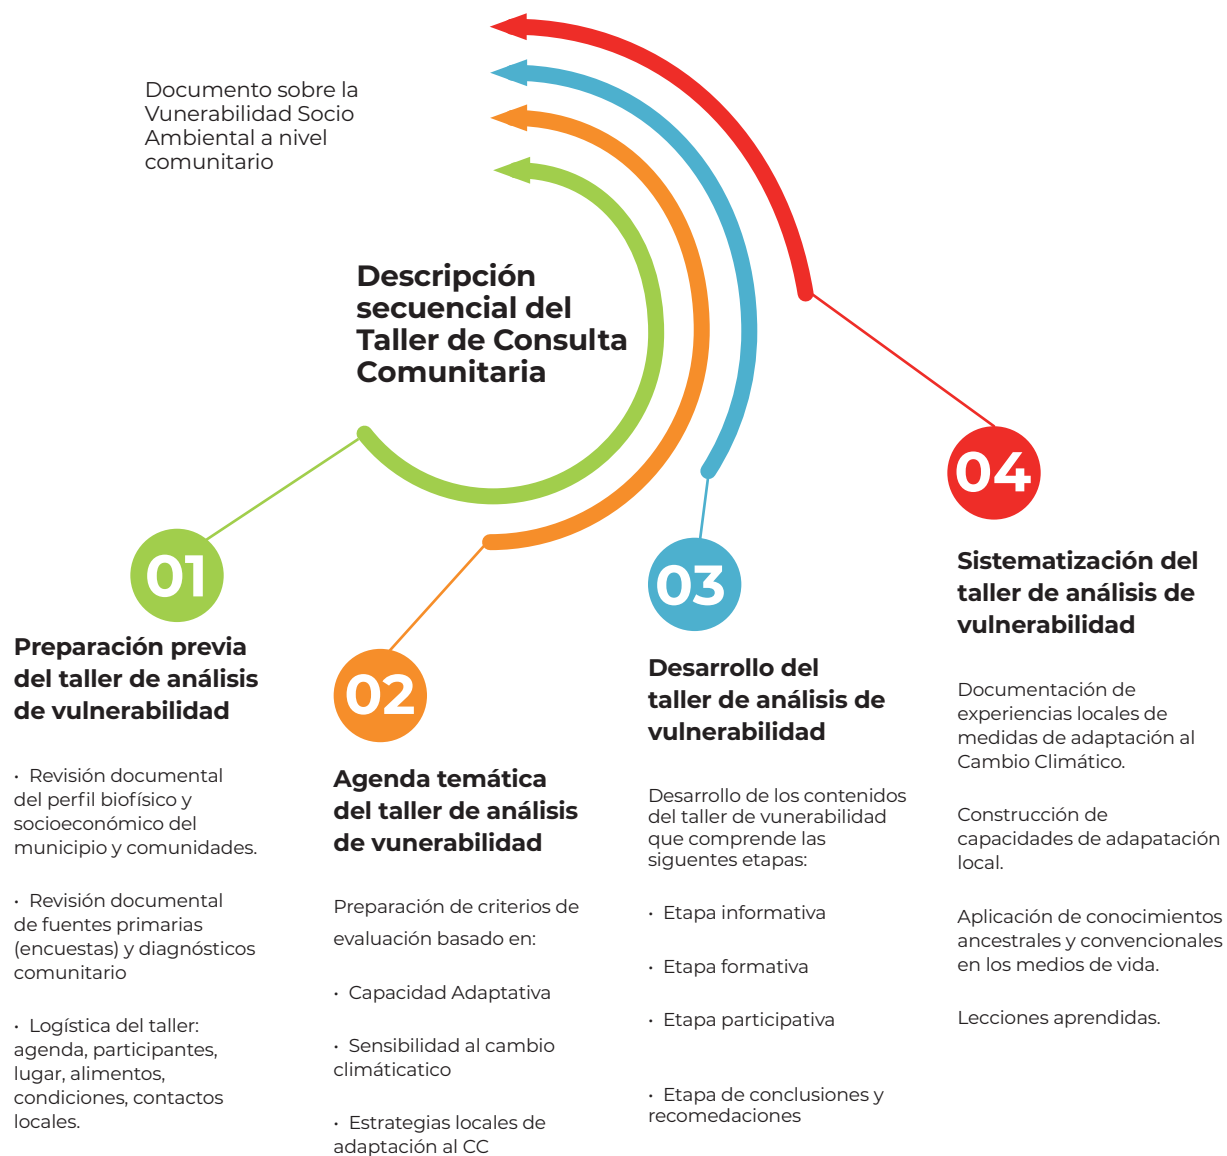 Documento sobre la
Vunerabilidad Socio
Ambiental a nivel
comunitario
Descripción
secuencial del
Taller de Consulta
Comunitaria
01
Preparación previa
del taller de análisis
de vulnerabilidad
• Revisión documental
del perfil biofísico y
socioeconómico del
municipio y comunidades.
• Revisión documental
de fuentes primarias
(encuestas) y diagnósticos
comunitario
• Logística del taller:
agenda, participantes,
lugar, alimentos,
condiciones, contactos
locales.
02
Agenda temática
del taller de análisis
de vunerabilidad
Preparación de criterios de
evaluación basado en:
• Capacidad Adaptativa
• Sensibilidad al cambio
climáticatico
• Estrategias locales de
adaptación al CC
03
Desarrollo del
taller de análisis de
vulnerabilidad
Desarrollo de los contenidos
del taller de vunerabilidad
que comprende las
siguentes etapas:
• Etapa informativa
• Etapa formativa
• Etapa participativa
• Etapa de conclusiones y
recomedaciones
04
Sistematización del
taller de análisis de
vulnerabilidad
Documentación de
experiencias locales de
medidas de adaptación al
Cambio Climático.
Construcción de
capacidades de adapatación
local.
Aplicación de conocimientos
ancestrales y convencionales
en los medios de vida.
Lecciones aprendidas.